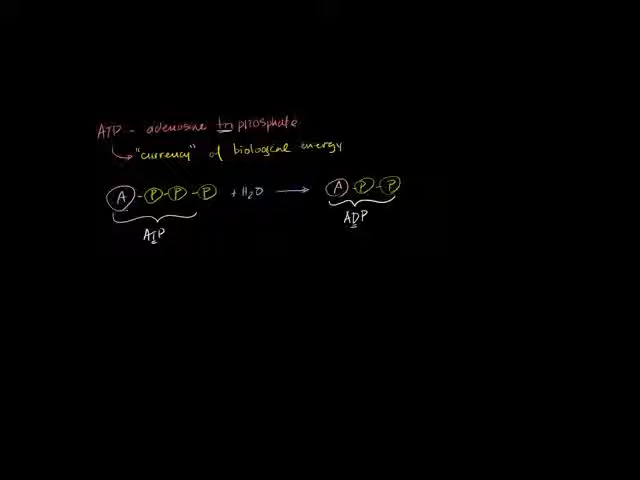 ATP - adenosine tri phosphate
"currency" of biological energy
A - P - P - P + H₂O → A - P - P
ATP ADP